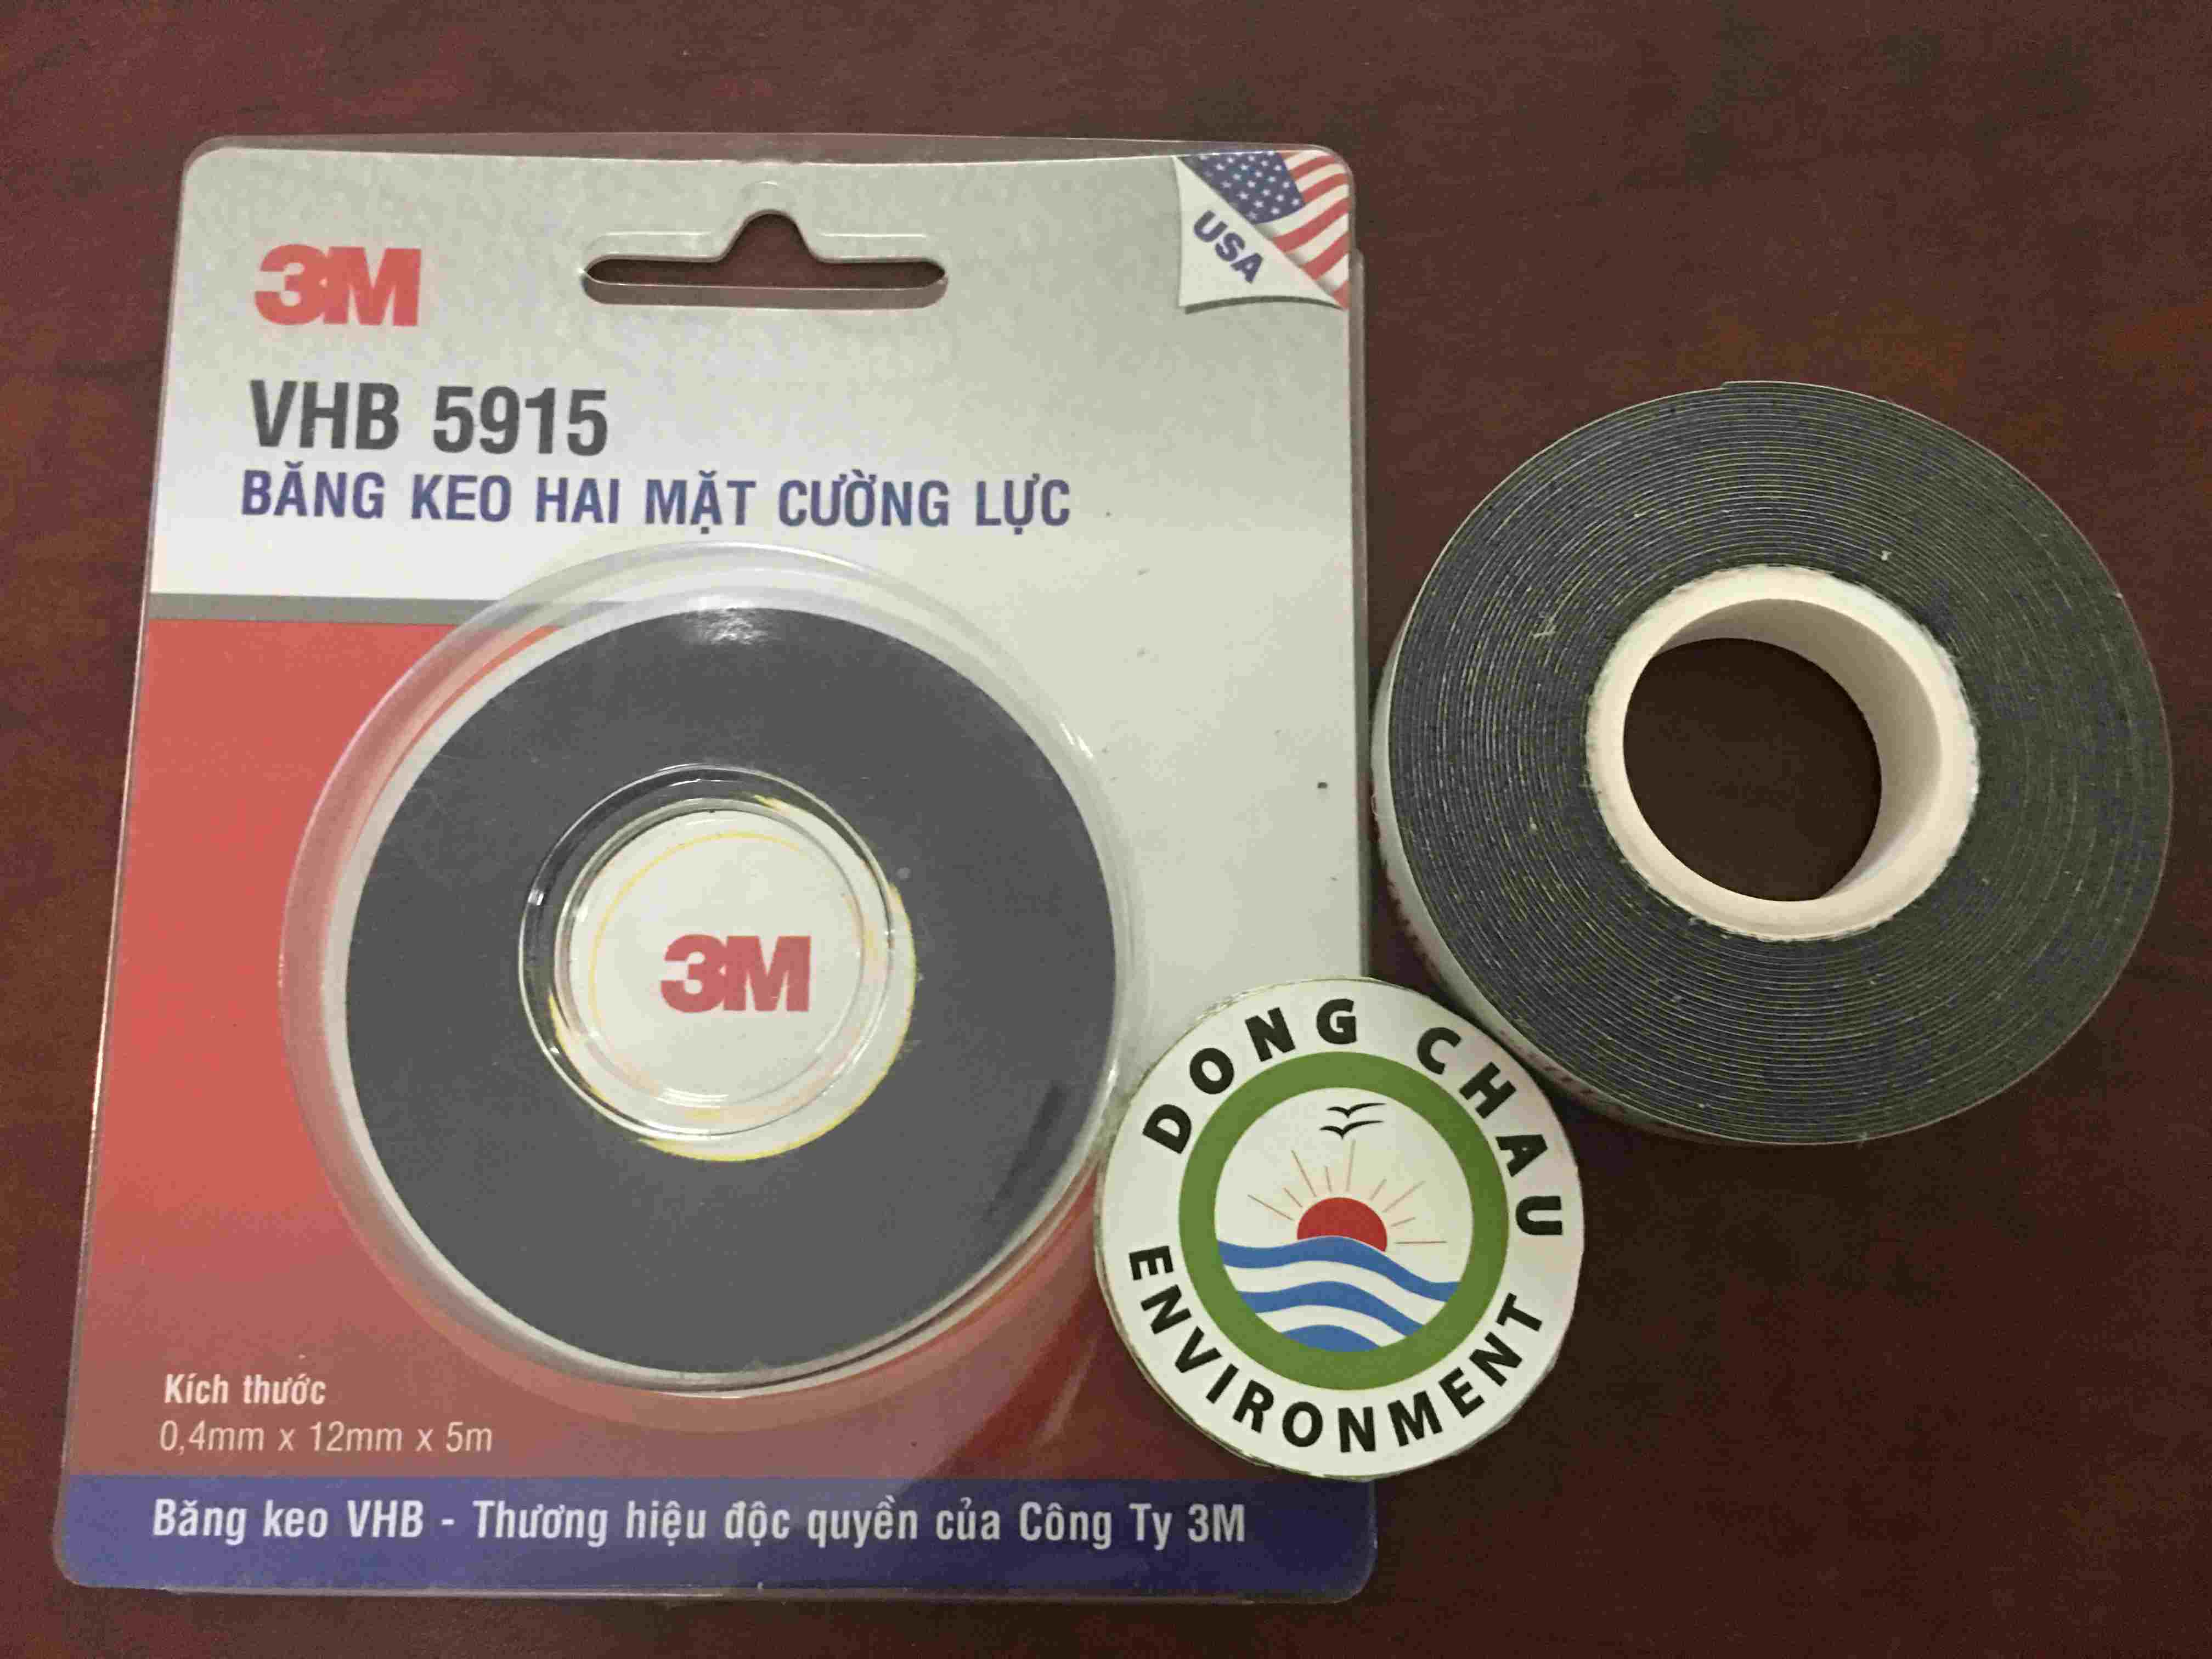 3M
USA
VHB 5915
BĂNG KEO HAI MẶT CƯỜNG LỰC
3M
DONG CHAU
ENVIRONMENT
Kích thước
0,4mm x 12mm x 5m
Băng keo VHB - Thương hiệu độc quyền của Công Ty 3M